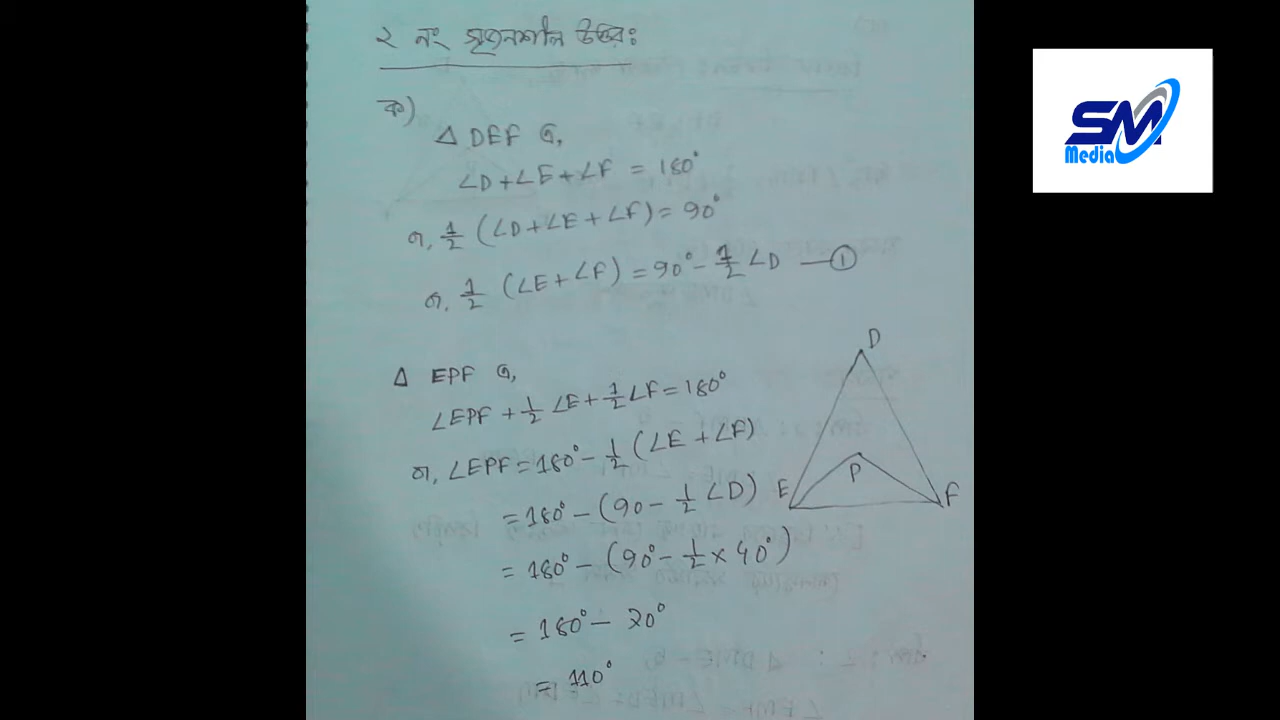 ২ নং সৃজনশীল উত্তরঃ
ক)
Δ DEF এ,
∠D+∠E+∠F = 180°
বা, 1/2 (∠D+∠E+∠F) = 90°
বা, 1/2 (∠E+∠F) = 90° - 1/2 ∠D —①
Δ EPF এ,
∠EPF + 1/2 ∠E + 1/2 ∠F = 180°
বা, ∠EPF = 180° - 1/2 (∠E + ∠F)
= 180° - (90 - 1/2 ∠D)
= 180° - (90° - 1/2 × 40°)
= 180° - 20°
= 110°
D
P
E
F
SM
Media